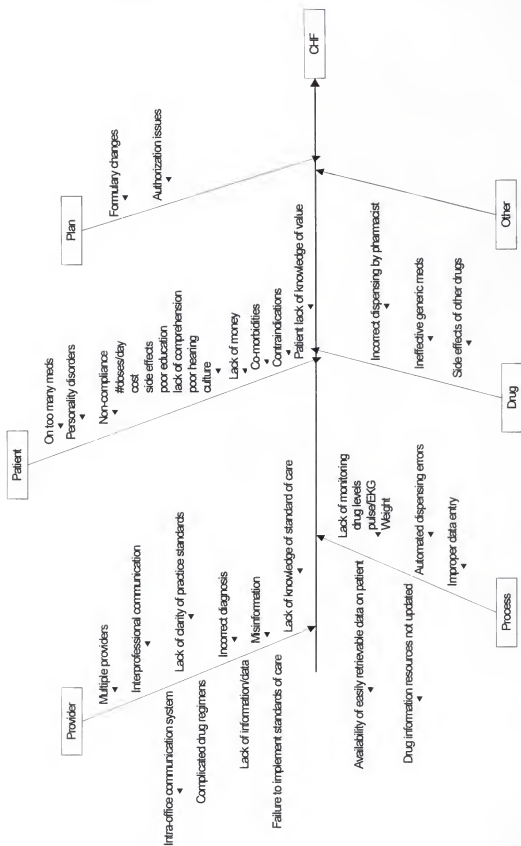 Provider
Multiple providers
Interprofessional communication
Lack of clarity of practice standards
Incorrect diagnosis
Misinformation
Lack of knowledge of standard of care
Intra-office communication system
Complicated drug regimens
Lack of information/data
Failure to implement standards of care
Patient
On too many meds
Personality disorders
Non-compliance
#doses/day
cost
side effects
poor education
lack of comprehension
poor hearing
culture
Lack of money
Co-morbidities
Contraindications
Patient lack of knowledge of value
Plan
Formulary changes
Authorization issues
CHF
Availability of easily retrievable data on patient
Drug information resources not updated
Lack of monitoring
drug levels
pulse/EKG
Weight
Automated dispensing errors
Improper data entry
Process
Incorrect dispensing by pharmacist
Ineffective generic meds
Side effects of other drugs
Drug
Other